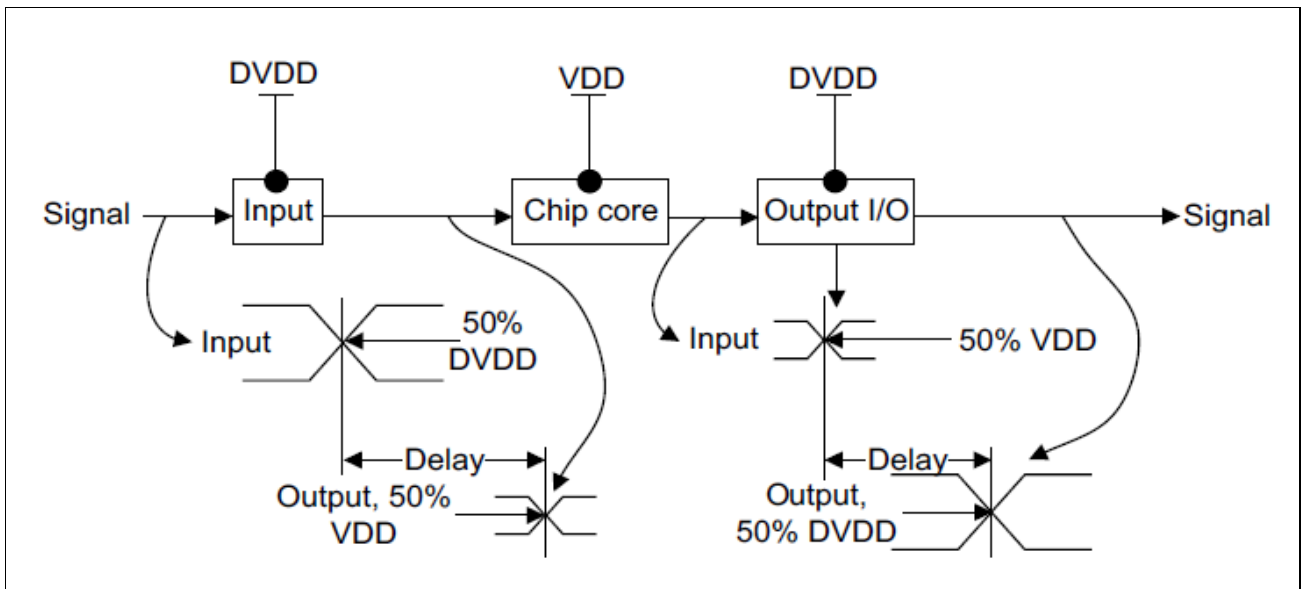 DVDD
VDD
DVDD
Signal
Input
Chip core
Output I/O
Signal
Input
50%
DVDD
Input
50% VDD
Delay
Output, 50%
VDD
Delay
Output,
50% DVDD